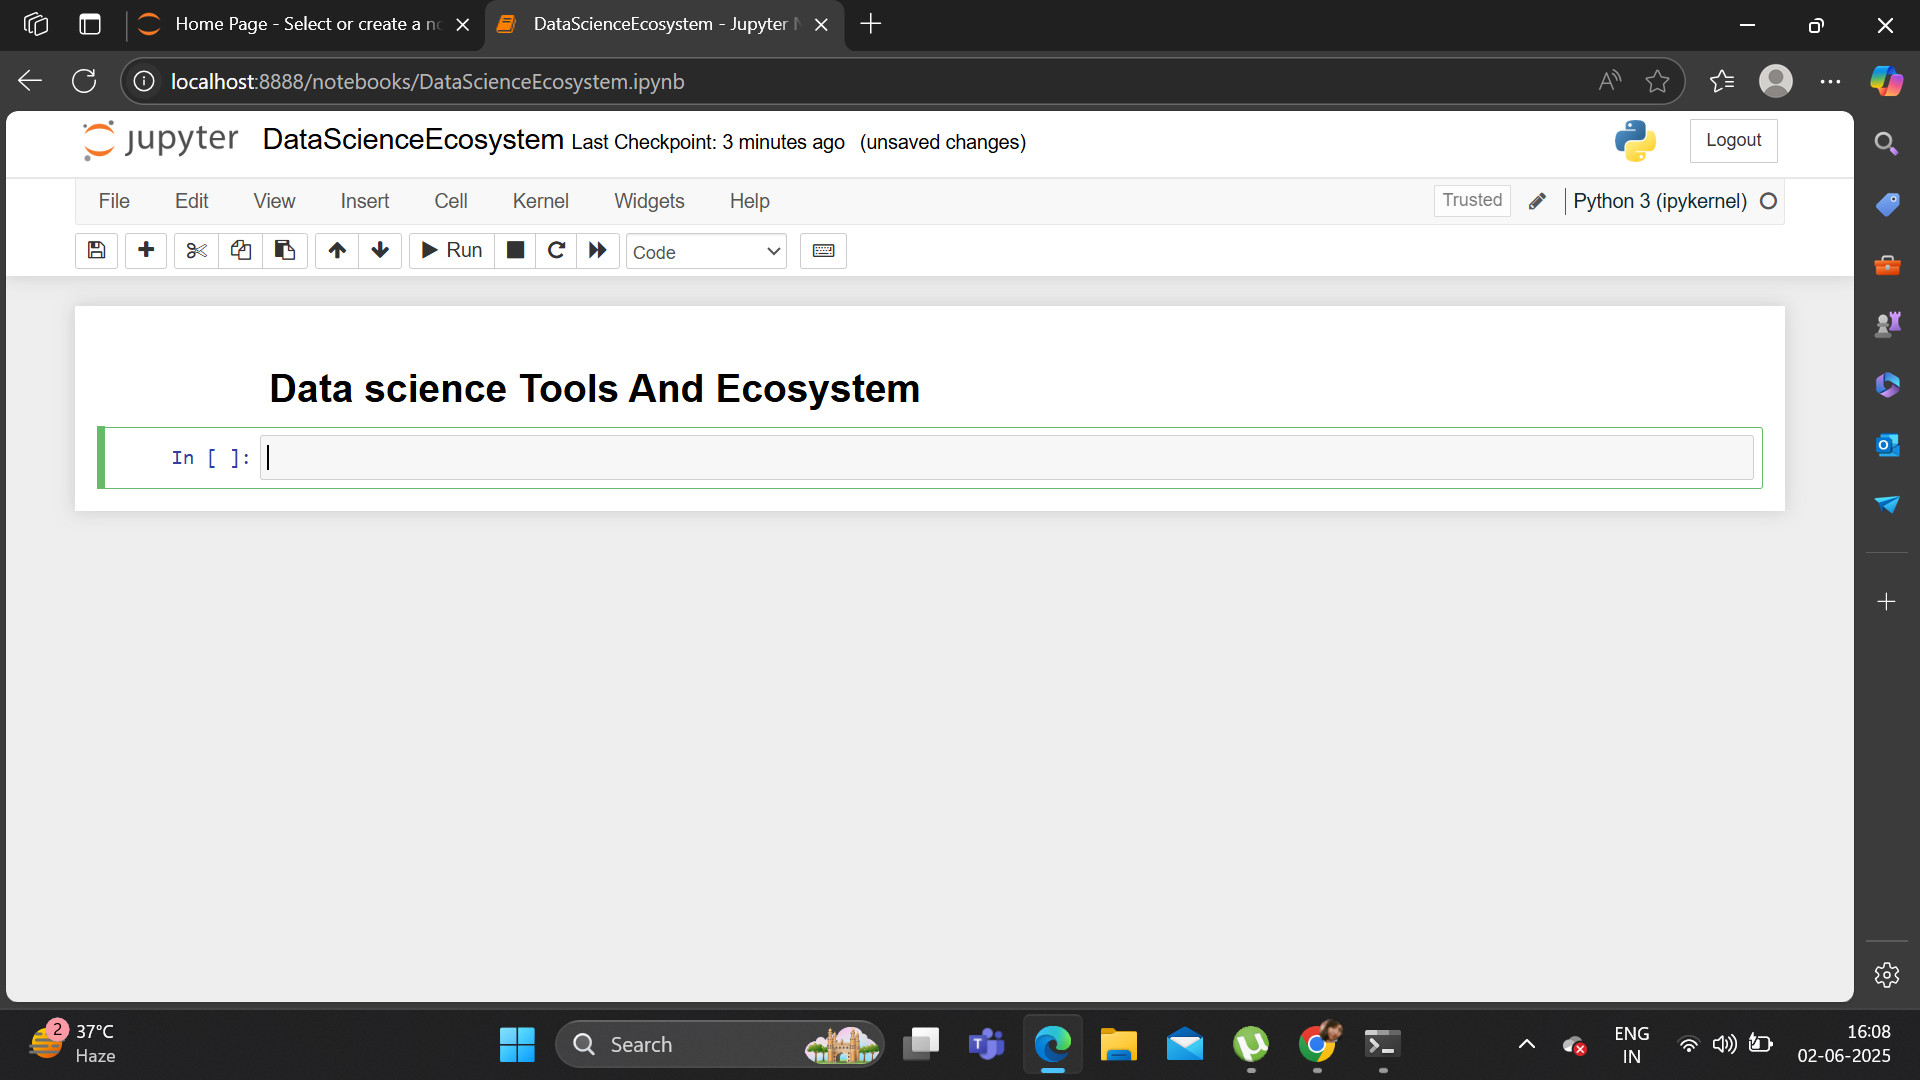 Home Page - Select or create a no
DataScienceEcosystem - Jupyter N
localhost:8888/notebooks/DataScienceEcosystem.ipynb
jupyter DataScienceEcosystem Last Checkpoint: 3 minutes ago (unsaved changes)
Logout
File Edit View Insert Cell Kernel Widgets Help
Trusted Python 3 (ipykernel)
Run Code
Data science Tools And Ecosystem
In [ ]:
2 37°C
Haze
Search
ENG
IN
16:08
02-06-2025